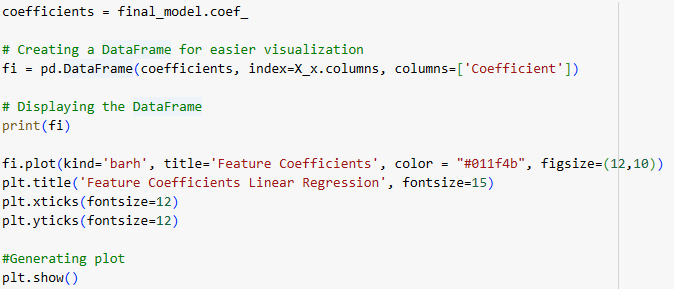 coefficients = final_model.coef_
# Creating a DataFrame for easier visualization
fi = pd.DataFrame(coefficients, index=X_x.columns, columns=['Coefficient'])
# Displaying the DataFrame
print(fi)
fi.plot(kind='barh', title='Feature Coefficients', color = "#011f4b", figsize=(12,10))
plt.title('Feature Coefficients Linear Regression', fontsize=15)
plt.xticks(fontsize=12)
plt.yticks(fontsize=12)
#Generating plot
plt.show()